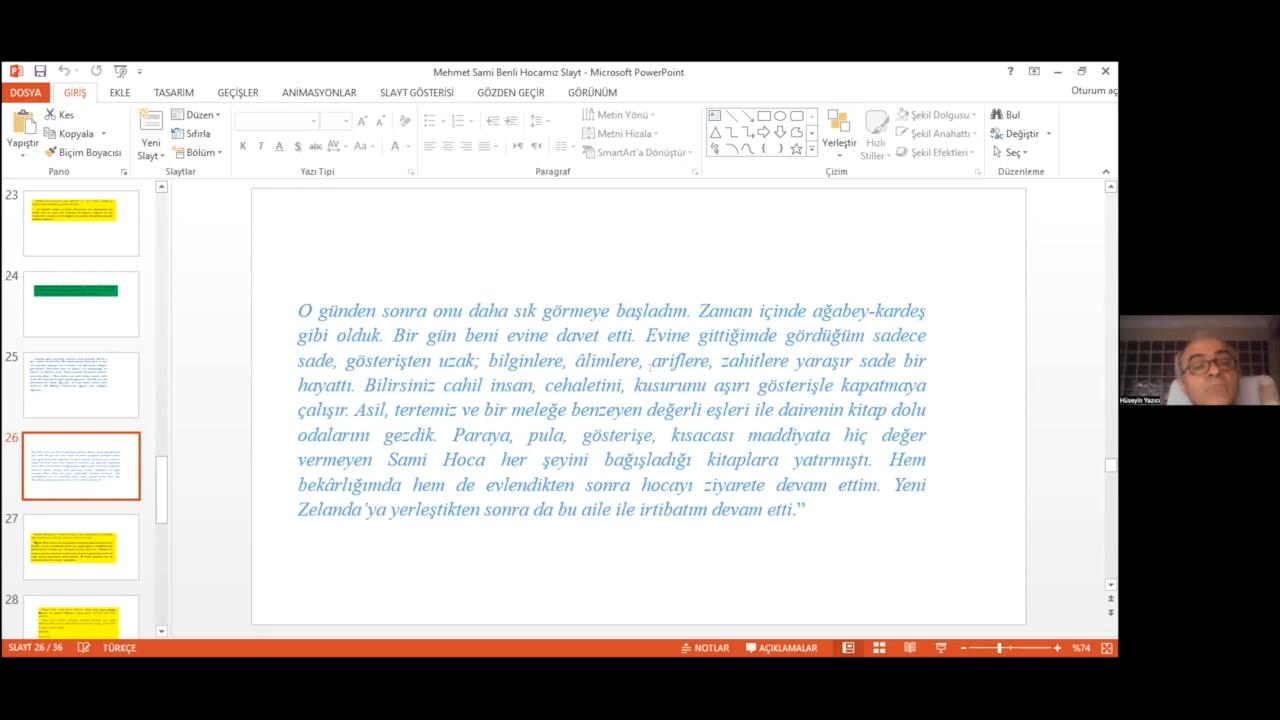 Mehmet Sami Benli Hocamız Slayt - Microsoft PowerPoint
DOSYA GİRİŞ EKLE TASARIM GEÇİŞLER ANİMASYONLAR SLAYT GÖSTERİSİ GÖZDEN GEÇİR GÖRÜNÜM Oturum aç
Yapıştır
Kes
Kopyala
Biçim Boyacısı
Pano
Yeni
Slayt
Düzen
Sıfırla
Bölüm
Slaytlar
Yazı Tipi
Metin Yönü
Metni Hizala
SmartArt'a Dönüştür
Paragraf
Yerleştir
Hızlı
Stiller
Şekil Dolgusu
Şekil Anahattı
Şekil Efektleri
Çizim
Bul
Değiştir
Seç
Düzenleme
23
24
25
26
27
28
O günden sonra onu daha sık görmeye başladım. Zaman içinde ağabey-kardeş
gibi olduk. Bir gün beni evine davet etti. Evine gittiğimde gördüğüm sadece
sade, gösterişten uzak bilginlere, âlimlere, ariflere, zahitlere yaraşır sade bir
hayattı. Bilirsiniz cahil insan, cehaletini, kusurunu aşırı gösterişle kapatmaya
çalışır. Asil, tertemiz ve bir meleğe benzeyen değerli eşleri ile dairenin kitap dolu
odalarını gezdik. Paraya, pula, gösterişe, kısacası maddiyata hiç değer
vermeyen Sami Hoca her şeyini bağışladığı kitaplara yatırmıştı. Hem
bekârlığımda hem de evlendikten sonra hocayı ziyarete devam ettim. Yeni
Zelanda’ya yerleştikten sonra da bu aile ile irtibatım devam etti.”
Hüseyin Yazıcı
SLAYT 26 / 36 TÜRKÇE NOTLAR AÇIKLAMALAR %74